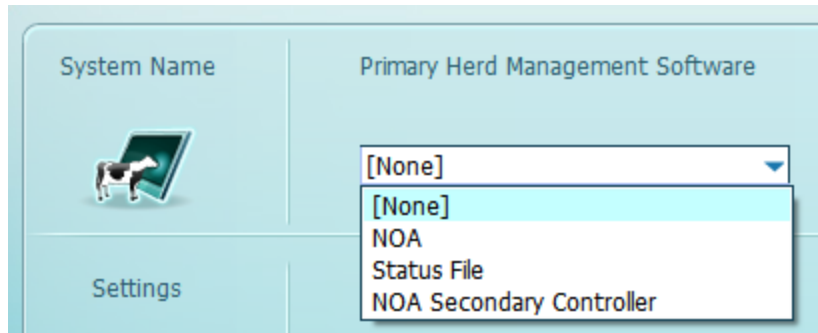 System Name
Primary Herd Management Software
[None]
[None]
NOA
Status File
NOA Secondary Controller
Settings